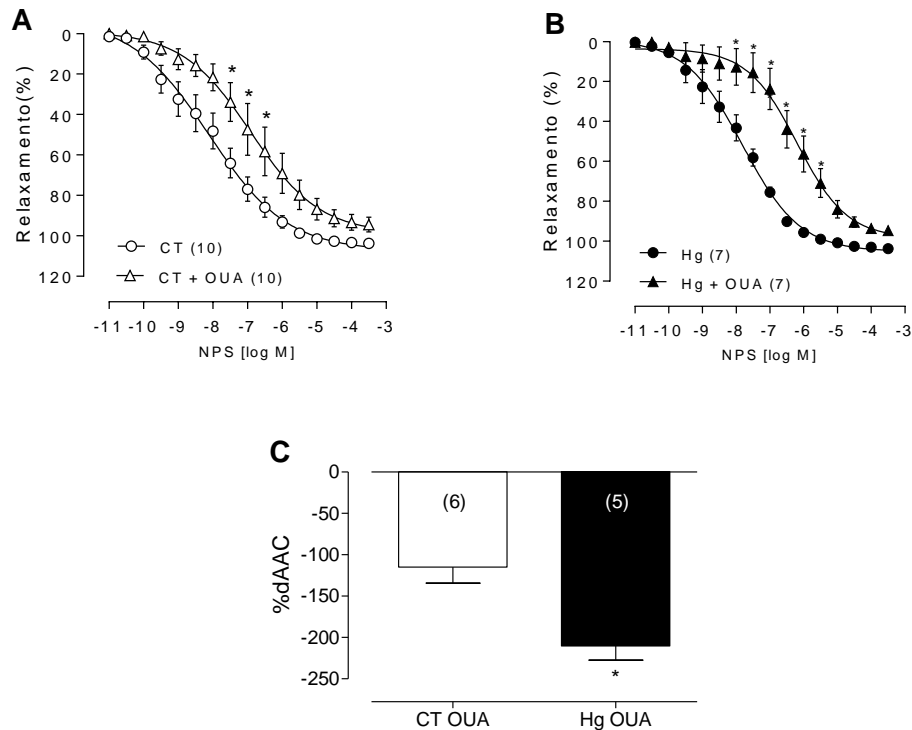 A
Relaxamento(%)
0
20
40
60
80
100
120
* * *
CT (10)
CT + OUA (10)
-11 -10 -9 -8 -7 -6 -5 -4 -3
NPS [log M]
B
Relaxamento (%)
0
20
40
60
80
100
120
* * * * * *
Hg (7)
Hg + OUA (7)
-11 -10 -9 -8 -7 -6 -5 -4 -3
NPS [log M]
C
%dAAC
0
-50
-100
-150
-200
-250
(6) (5)
*
CT OUA Hg OUA